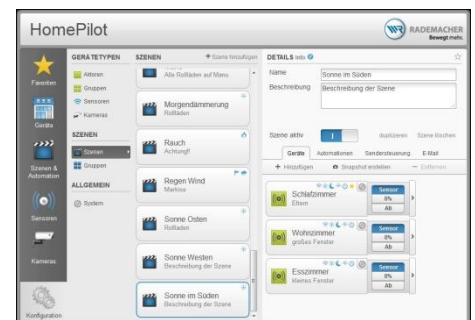 HomePilot
RADEMACHER
Bewegt mehr.
Favoriten
Geräte
Szenen &
Automation
Sensoren
Kameras
Konfiguration
GERÄTETYPEN
Aktoren
Gruppen
Sensoren
Kameras
SZENEN
Szenen
Gruppen
ALLGEMEIN
System
SZENEN + Szene hinzufügen
Alle Rollläden auf Manu
Morgendämmerung
Rollladen
Rauch
Achtung!!
Regen Wind
Markise
Sonne Osten
Rollladen
Sonne Westen
Beschreibung der Szene
Sonne im Süden
Beschreibung der Szene
DETAILS Info
Name Sonne im Süden
Beschreibung Beschreibung der Szene
Szene aktiv I duplizieren Szene löschen
Geräte Automationen Sendersteuerung E-Mail
+ Hinzufügen Snapshot erstellen − Entfernen
Schlafzimmer
Eltern
Sensor
0%
Ab
Wohnzimmer
großes Fenster
Sensor
0%
Ab
Esszimmer
kleines Fenster
Sensor
0%
Ab